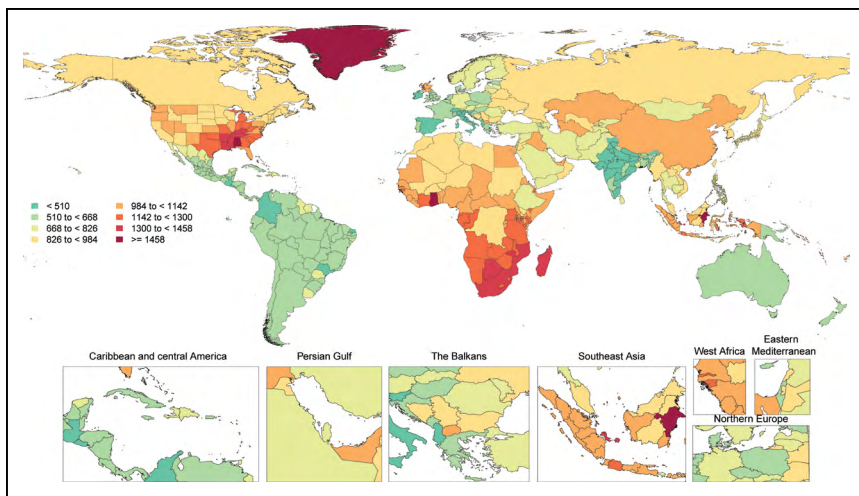 < 510
510 to < 668
668 to < 826
826 to < 984
984 to < 1142
1142 to < 1300
1300 to < 1458
>= 1458
Caribbean and central America
Persian Gulf
The Balkans
Southeast Asia
West Africa
Eastern
Mediterranean
Northern Europe